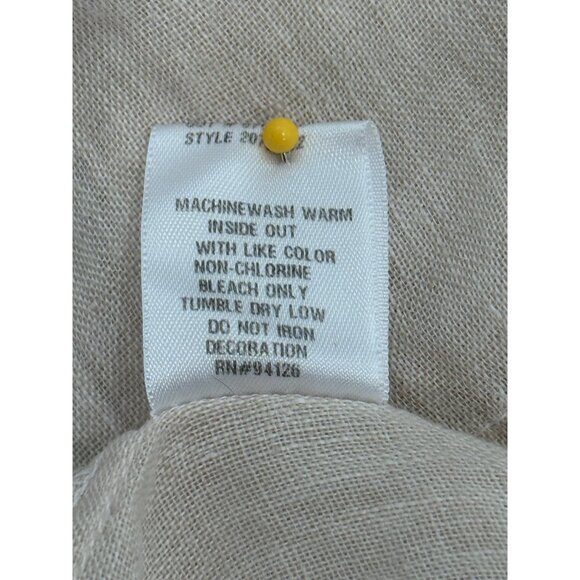 STYLE
MACHINEWASH WARM
INSIDE OUT
WITH LIKE COLOR
NON-CHLORINE
BLEACH ONLY
TUMBLE DRY LOW
DO NOT IRON
DECORATION
RN#94126